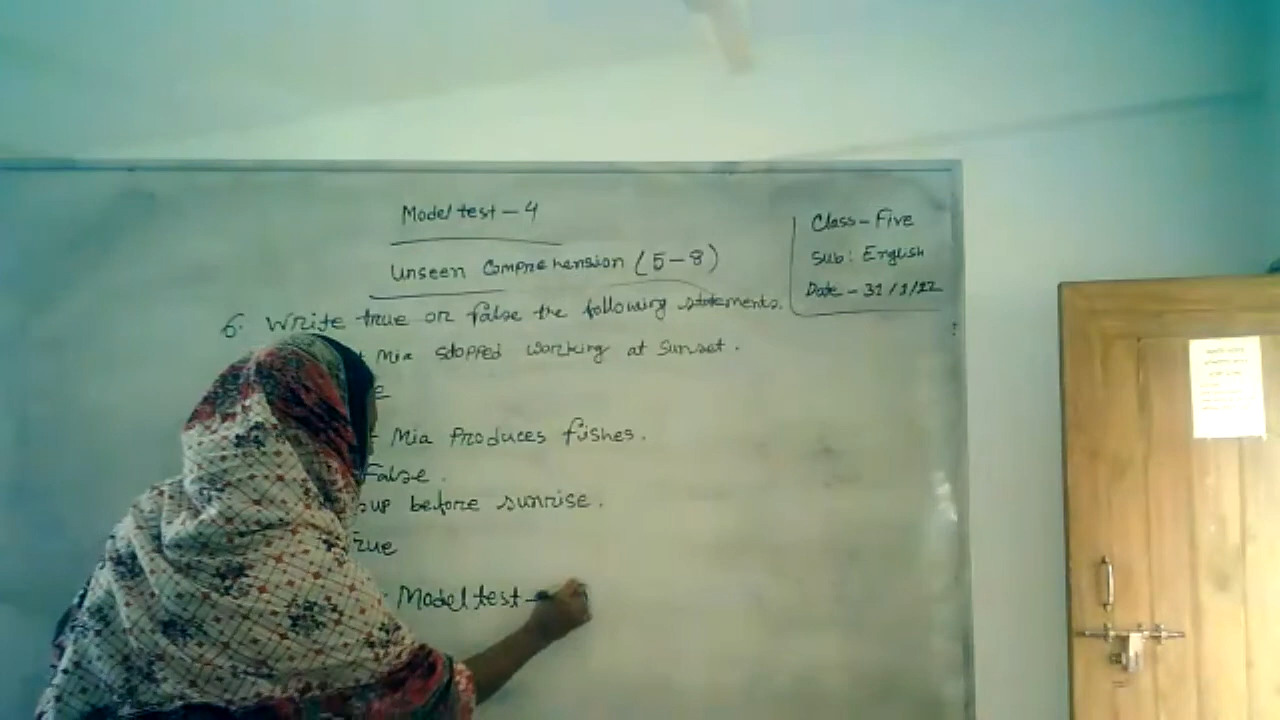 Model test - 4
Unseen Comprehension (5-8)
Class - Five
Sub: English
Date - 31/1/22
6. Write true or false the following statements.
Mia stopped working at Sunset.
e
Mia Produces fishes.
False.
up before sunrise.
True
Model test -